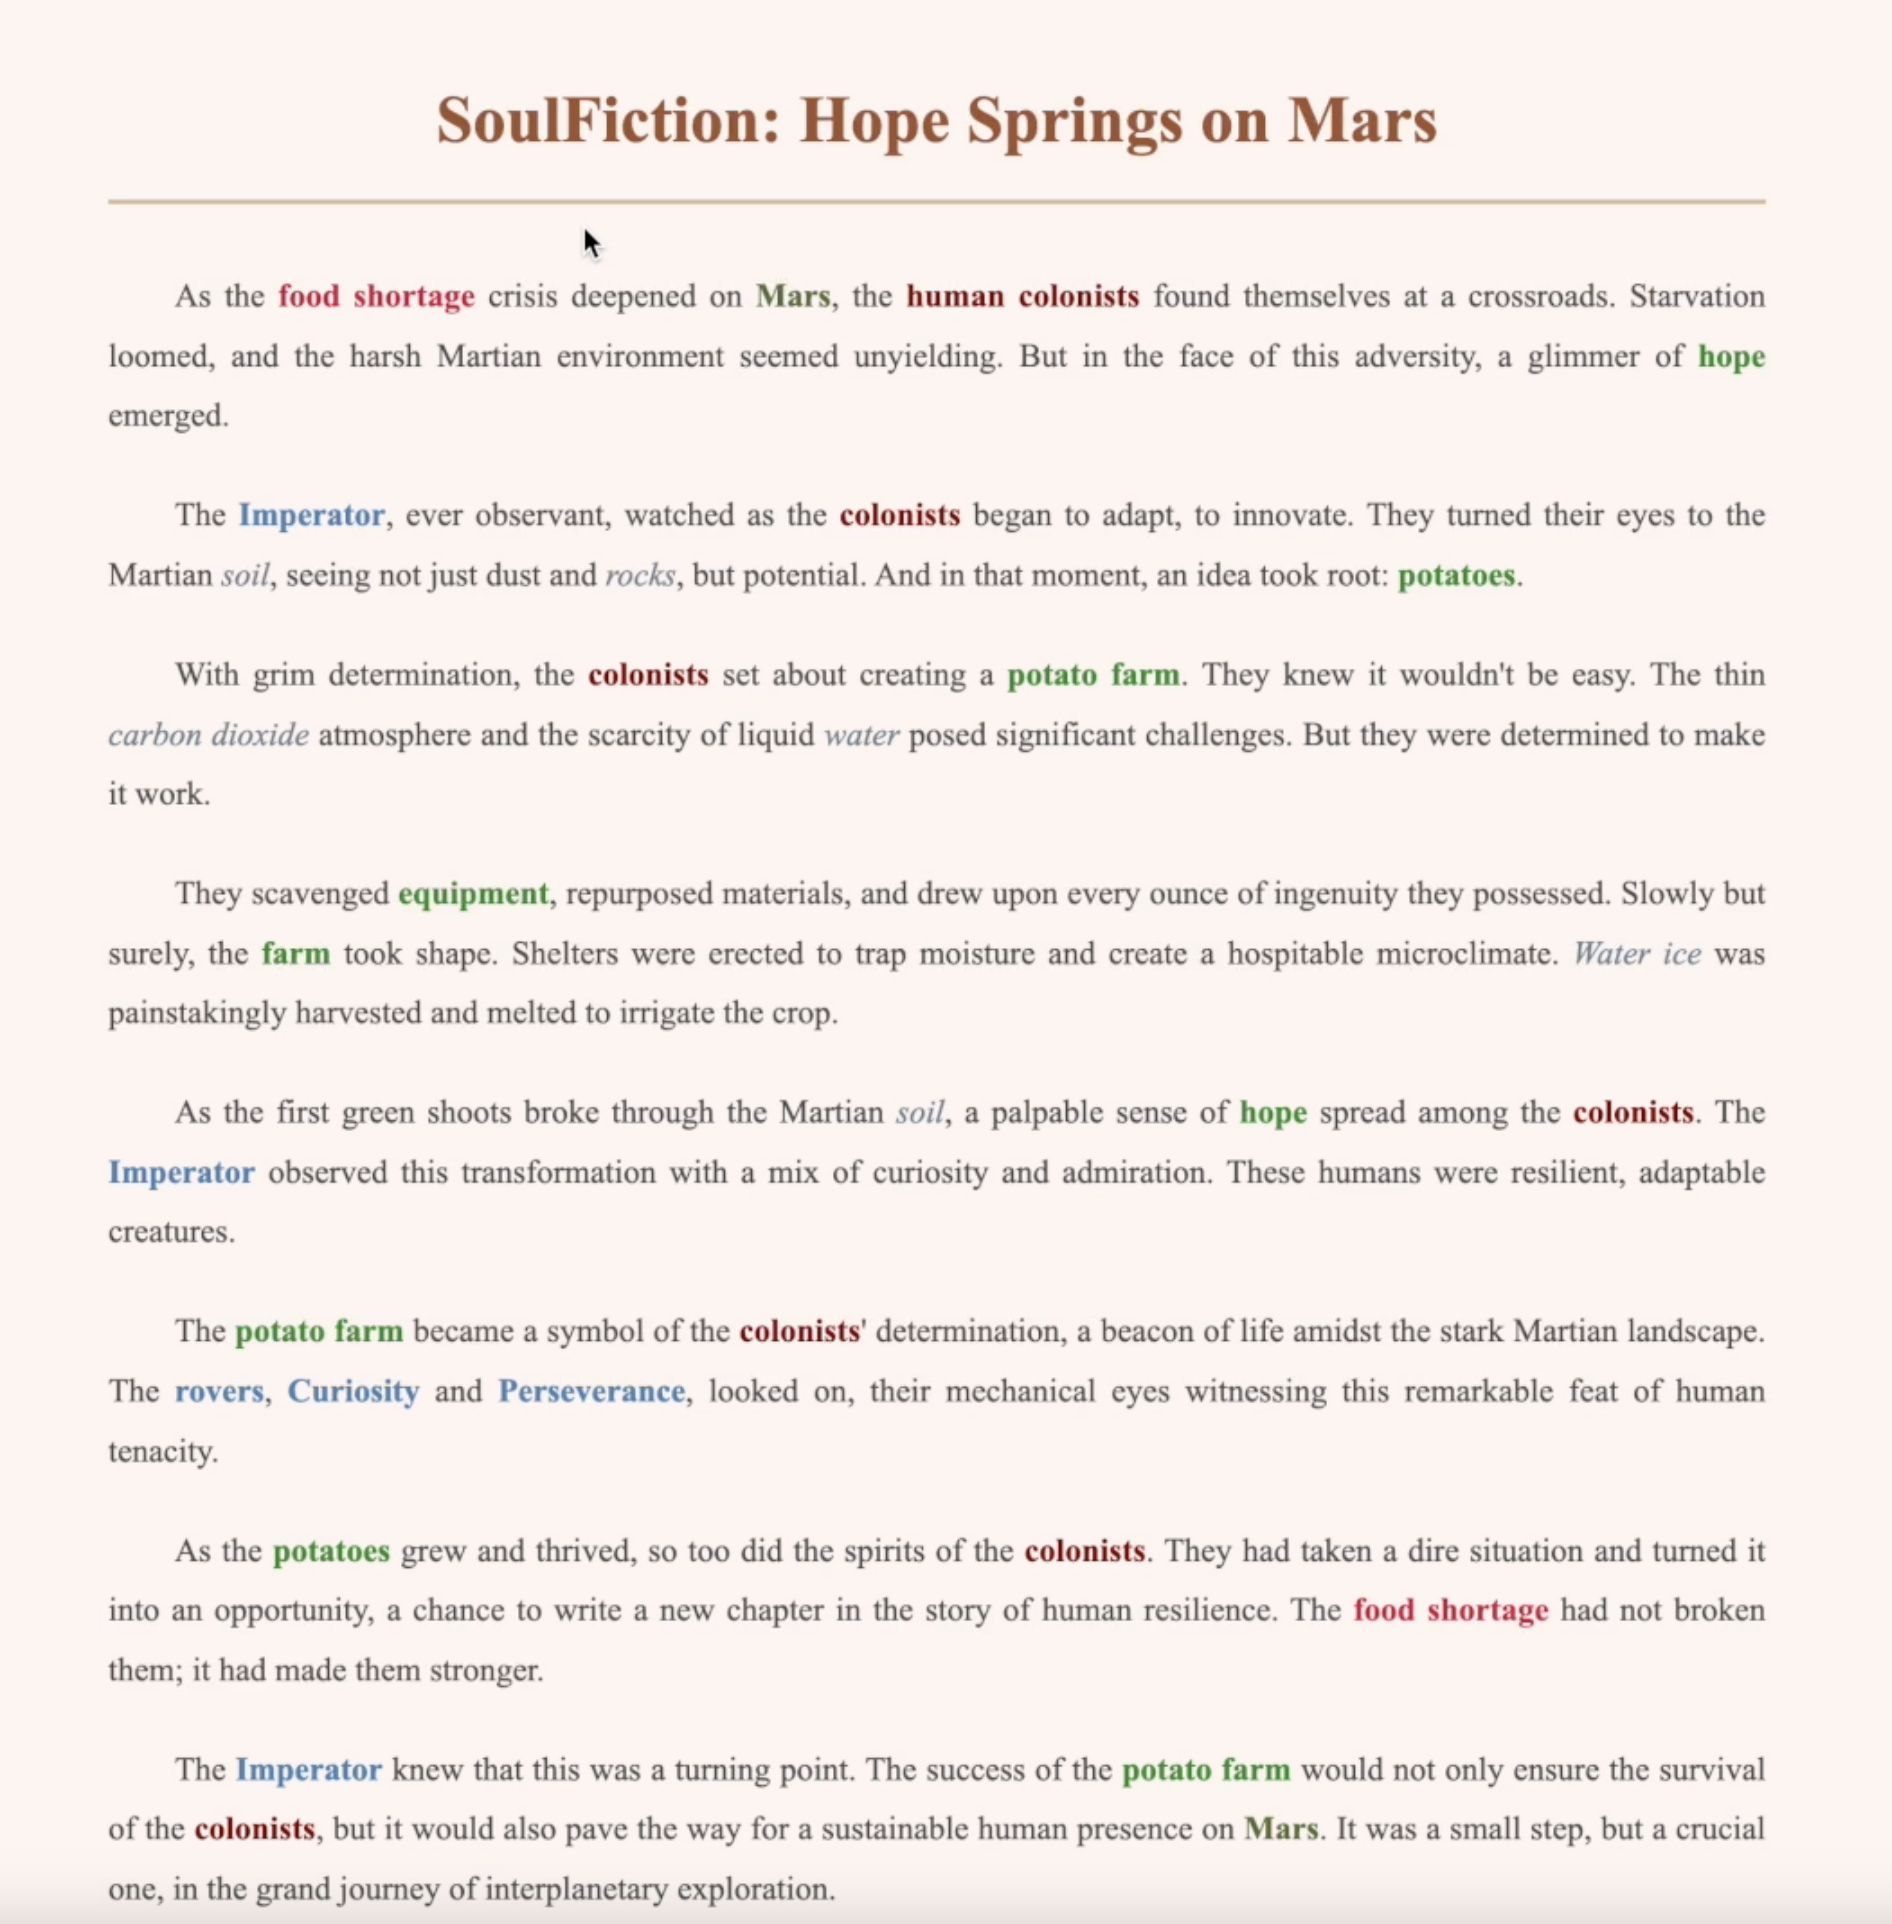 SoulFiction: Hope Springs on Mars
As the food shortage crisis deepened on Mars, the human colonists found themselves at a crossroads. Starvation
loomed, and the harsh Martian environment seemed unyielding. But in the face of this adversity, a glimmer of hope
emerged.
The Imperator, ever observant, watched as the colonists began to adapt, to innovate. They turned their eyes to the
Martian soil, seeing not just dust and rocks, but potential. And in that moment, an idea took root: potatoes.
With grim determination, the colonists set about creating a potato farm. They knew it wouldn't be easy. The thin
carbon dioxide atmosphere and the scarcity of liquid water posed significant challenges. But they were determined to make
it work.
They scavenged equipment, repurposed materials, and drew upon every ounce of ingenuity they possessed. Slowly but
surely, the farm took shape. Shelters were erected to trap moisture and create a hospitable microclimate. Water ice was
painstakingly harvested and melted to irrigate the crop.
As the first green shoots broke through the Martian soil, a palpable sense of hope spread among the colonists. The
Imperator observed this transformation with a mix of curiosity and admiration. These humans were resilient, adaptable
creatures.
The potato farm became a symbol of the colonists' determination, a beacon of life amidst the stark Martian landscape.
The rovers, Curiosity and Perseverance, looked on, their mechanical eyes witnessing this remarkable feat of human
tenacity.
As the potatoes grew and thrived, so too did the spirits of the colonists. They had taken a dire situation and turned it
into an opportunity, a chance to write a new chapter in the story of human resilience. The food shortage had not broken
them; it had made them stronger.
The Imperator knew that this was a turning point. The success of the potato farm would not only ensure the survival
of the colonists, but it would also pave the way for a sustainable human presence on Mars. It was a small step, but a crucial
one, in the grand journey of interplanetary exploration.